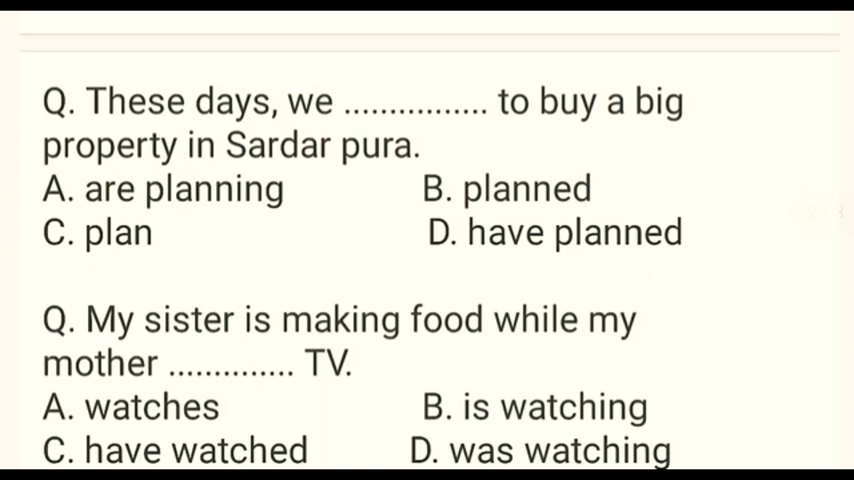 Q. These days, we ................ to buy a big
property in Sardar pura.
A. are planning B. planned
C. plan D. have planned
Q. My sister is making food while my
mother .............. TV.
A. watches B. is watching
C. have watched D. was watching